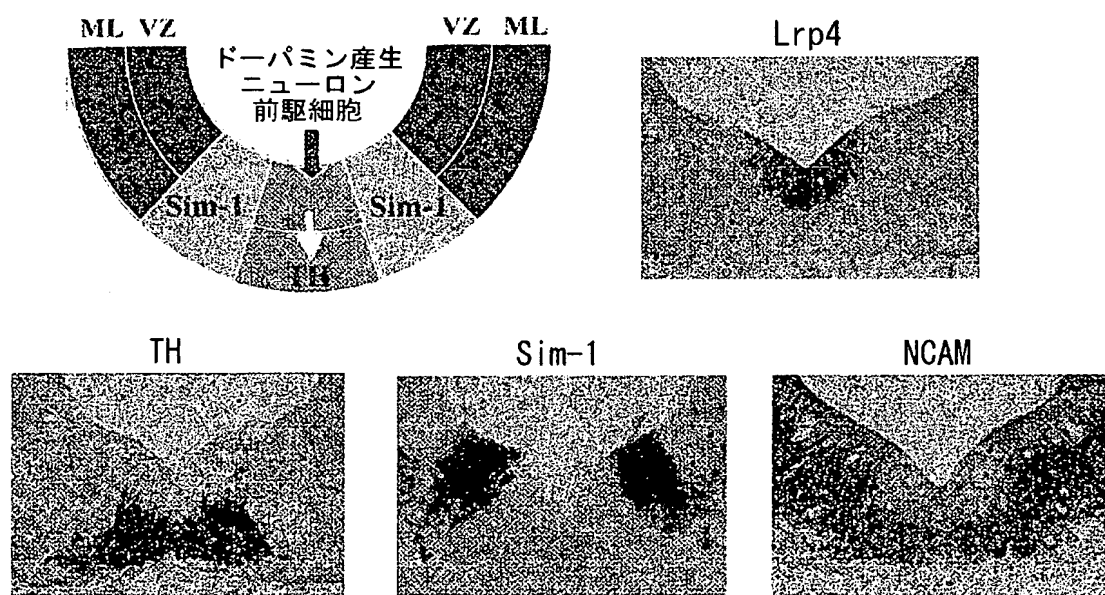 ML VZ
VZ ML
ドーパミン産生
ニューロン
前駆細胞
Sim-1
Sim-1
TH
Lrp4
TH
Sim-1
NCAM